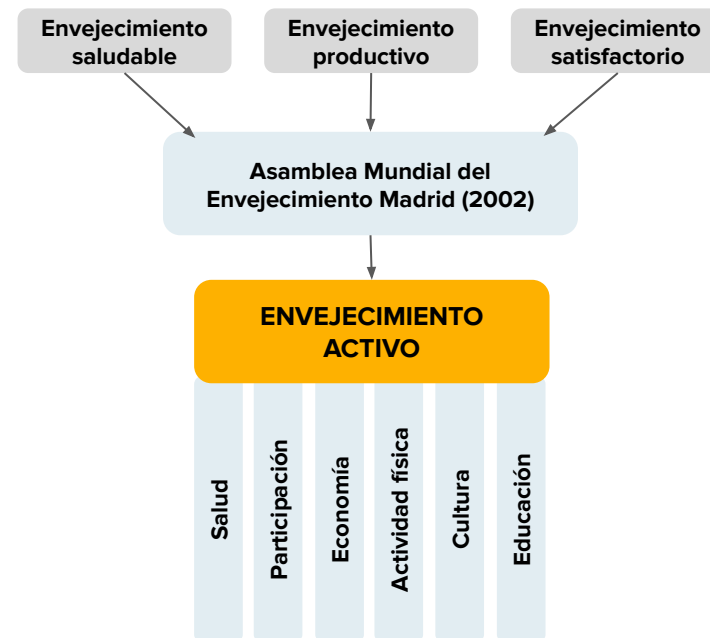 Envejecimiento
saludable
Envejecimiento
productivo
Envejecimiento
satisfactorio
Asamblea Mundial del
Envejecimiento Madrid (2002)
ENVEJECIMIENTO
ACTIVO
Salud
Participación
Economía
Actividad física
Cultura
Educación